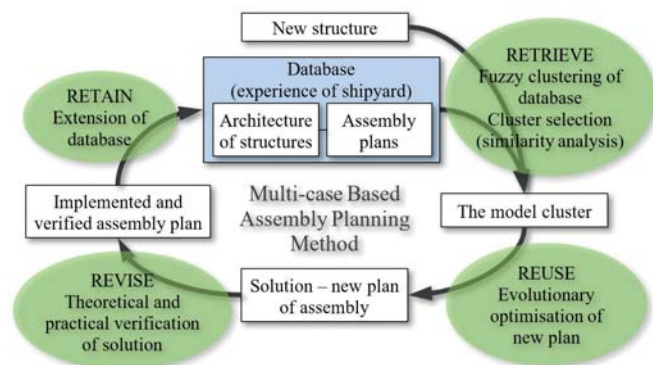 New structure
RETRIEVE
Fuzzy clustering of
database
Cluster selection
(similarity analysis)
Database
(experience of shipyard)
Architecture
of structures
Assembly
plans
RETAIN
Extension of
database
Implemented and
verified assembly plan
Multi-case Based
Assembly Planning
Method
The model cluster
REVISE
Theoretical and
practical verification
of solution
Solution – new plan
of assembly
REUSE
Evolutionary
optimisation of
new plan